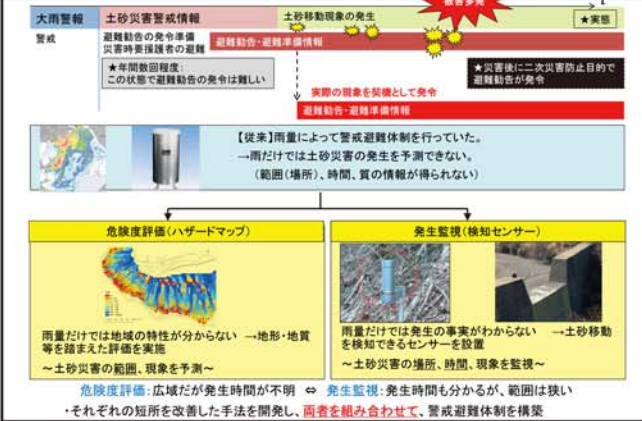 被害多発
t
大雨警報
土砂災害警戒情報
土砂移動現象の発生
★実態
警戒
避難勧告の発令準備
災害時要援護者の避難
避難勧告・避難準備情報
★年間数回程度:
この状態で避難勧告の発令は難しい
★災害後に二次災害防止目的で
避難勧告が発令
実際の現象を契機として発令
避難勧告・避難準備情報
【従来】雨量によって警戒避難体制を行っていた。
→雨だけでは土砂災害の発生を予測できない。
(範囲(場所)、時間、質の情報が得られない)
危険度評価(ハザードマップ)
雨量だけでは地域の特性が分からない →地形・地質
等を踏まえた評価を実施
~土砂災害の範囲、現象を予測~
発生監視(検知センサー)
雨量だけでは発生の事実がわからない →土砂移動
を検知できるセンサーを設置
~土砂災害の場所、時間、現象を監視~
危険度評価:広域だが発生時間が不明 ⇔ 発生監視:発生時間も分かるが、範囲は狭い
・それぞれの短所を改善した手法を開発し、両者を組み合わせて、警戒避難体制を構築